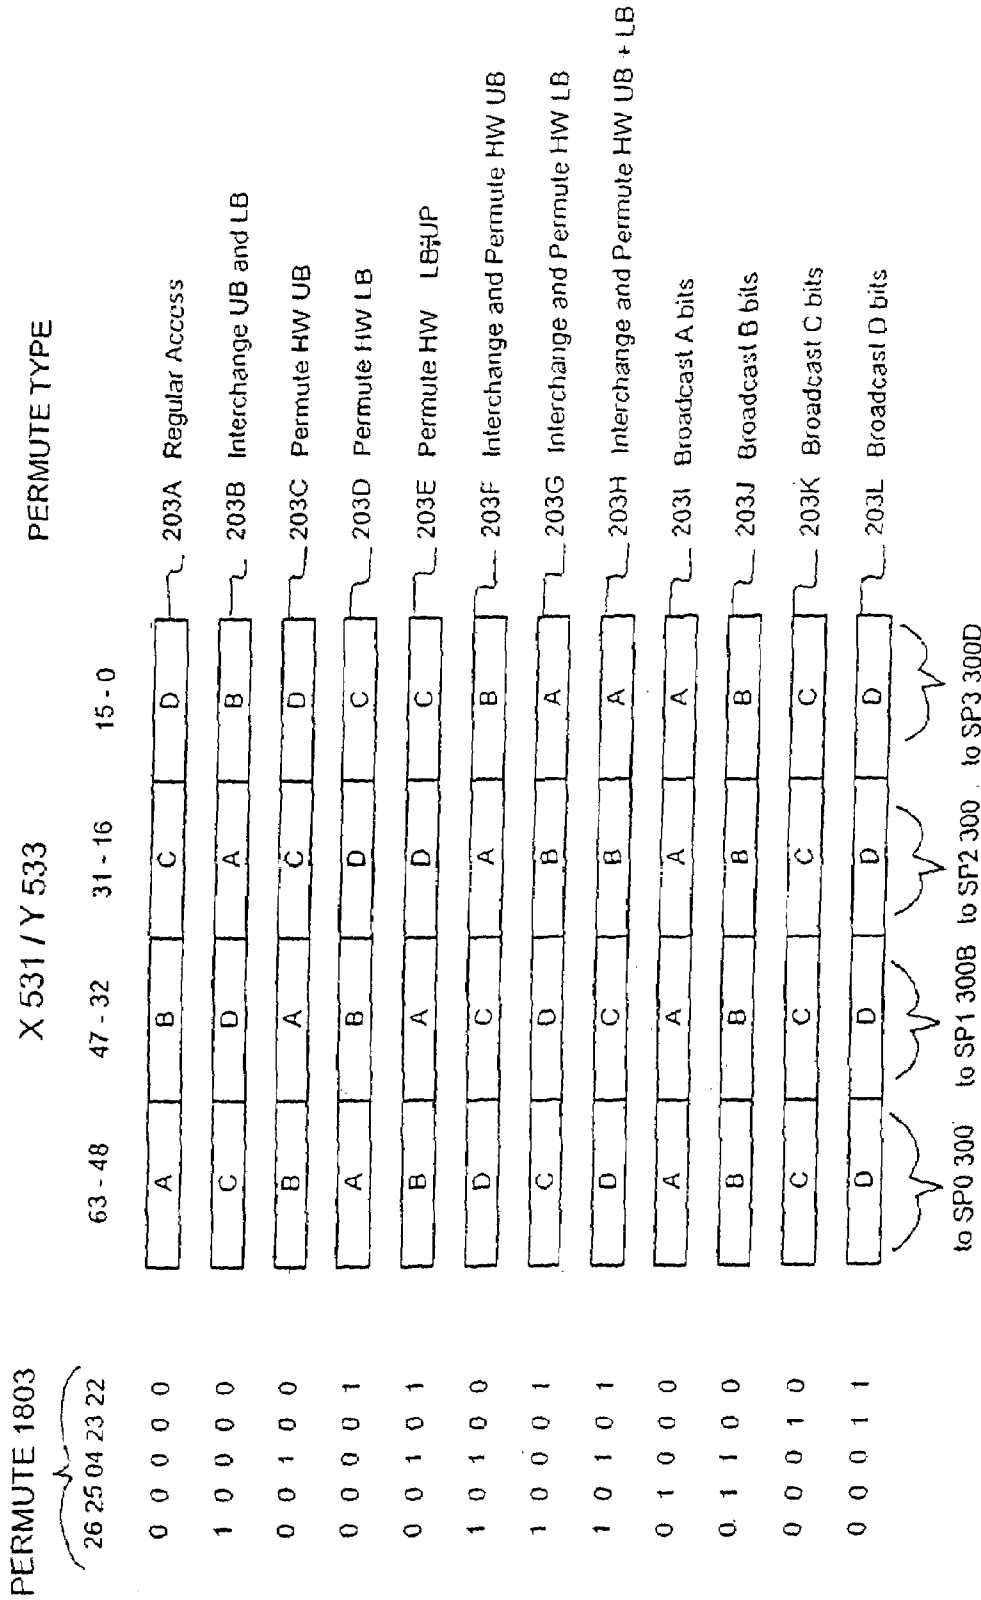 PERMUTE 1803 X 531 / Y 533 PERMUTE TYPE
26 25 04 23 22 63 - 48 47 - 32 31 - 16 15 - 0
0 0 0 0 0 A B C D 203A Regular Access
1 0 0 0 0 C D A B 203B Interchange UB and LB
0 0 1 0 0 B A C D 203C Permute HW UB
0 0 0 0 1 A B D C 203D Permute HW LB
0 0 1 0 1 B A D C 203E Permute HW LB+UP
1 0 1 0 0 D C A B 203F Interchange and Permute HW UB
1 0 0 0 1 C D B A 203G Interchange and Permute HW LB
1 0 1 0 1 D C B A 203H Interchange and Permute HW UB + LB
0 1 0 0 0 A A A A 203I Broadcast A bits
0. 1 1 0 0 B B B B 203J Broadcast B bits
0 0 0 1 0 C C C C 203K Broadcast C bits
0 0 0 1 1 D D D D 203L Broadcast D bits
to SP0 300 to SP1 300B to SP2 300 . to SP3 300D